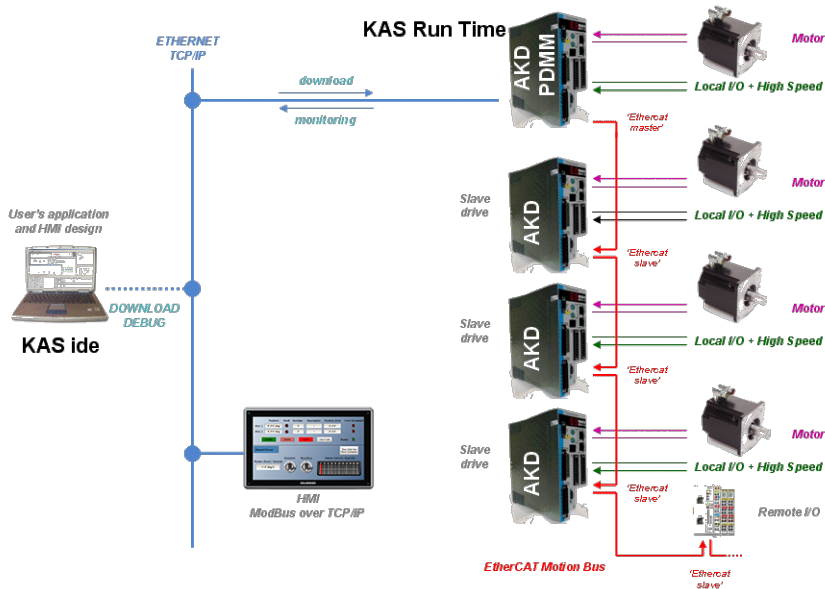 KAS Run Time
ETHERNET
TCP/IP
download
monitoring
AKD
PDMM
Motor
Local I/O + High Speed
'Ethercat
master'
Slave
drive
AKD
Motor
Local I/O + High Speed
'Ethercat
slave'
User's application
and HMI design
DOWNLOAD
DEBUG
KAS ide
Slave
drive
AKD
Motor
Local I/O + High Speed
'Ethercat
slave'
Slave
drive
AKD
Motor
Local I/O + High Speed
'Ethercat
slave'
HMI
ModBus over TCP/IP
Remote I/O
EtherCAT Motion Bus
'Ethercat
slave'